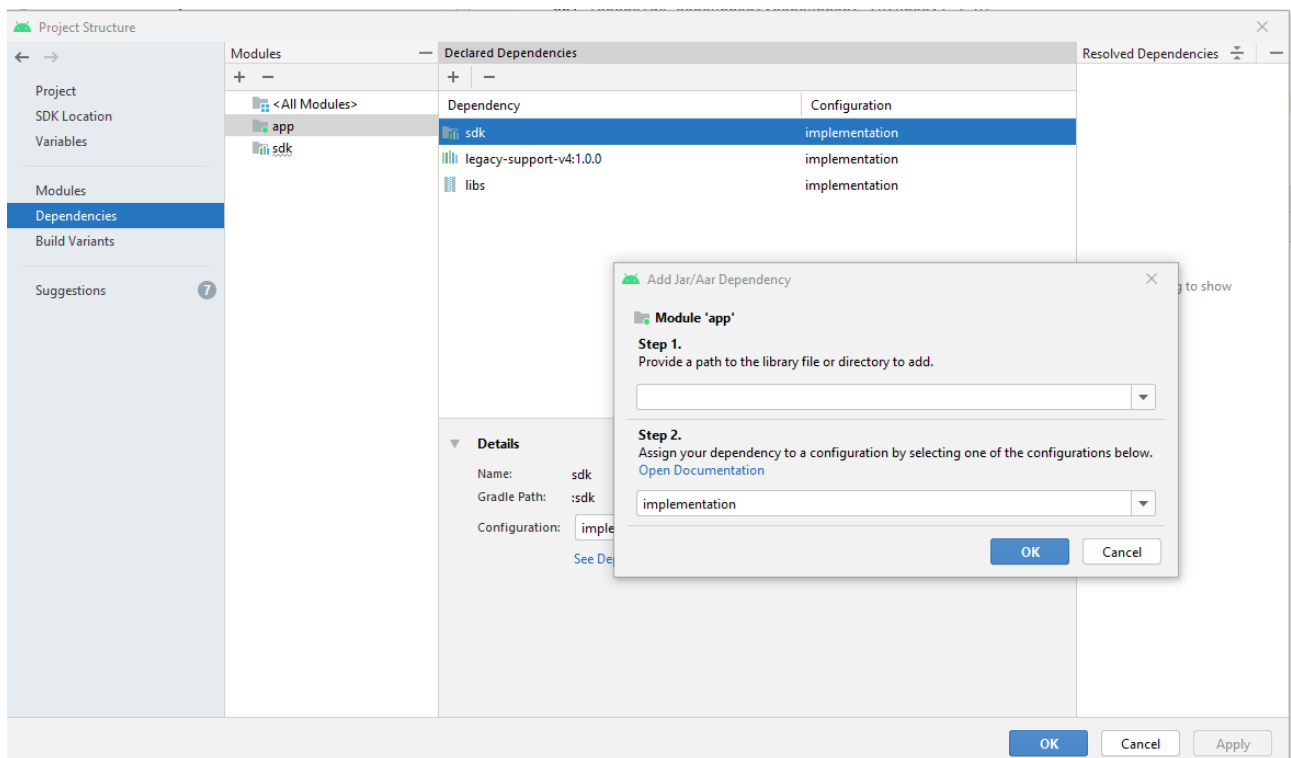 Project Structure
Modules
Declared Dependencies
Resolved Dependencies
Project
SDK Location
Variables
Modules
Dependencies
Build Variants
Suggestions
7
<All Modules>
app
sdk
Dependency
Configuration
sdk
implementation
legacy-support-v4:1.0.0
implementation
libs
implementation
to show
Details
Name:
sdk
Gradle Path:
:sdk
Configuration:
imple
See De
Add Jar/Aar Dependency
Module 'app'
Step 1.
Provide a path to the library file or directory to add.
Step 2.
Assign your dependency to a configuration by selecting one of the configurations below.
Open Documentation
implementation
OK
Cancel
OK
Cancel
Apply